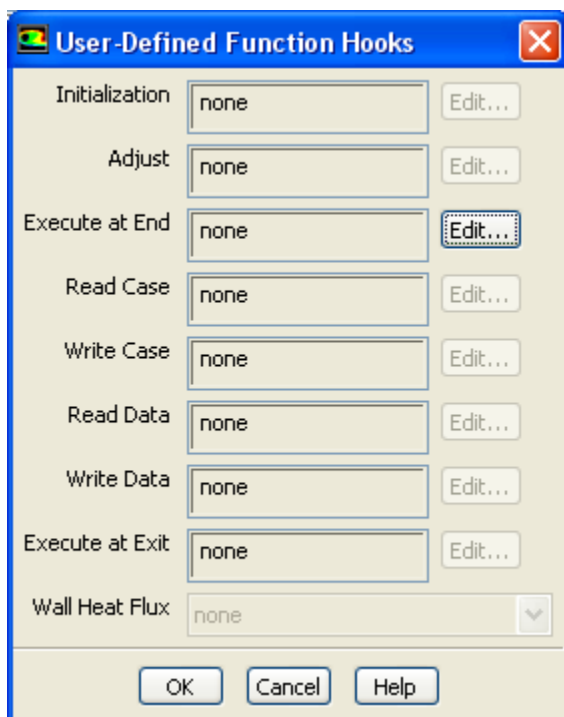 User-Defined Function Hooks
Initialization none Edit...
Adjust none Edit...
Execute at End none Edit...
Read Case none Edit...
Write Case none Edit...
Read Data none Edit...
Write Data none Edit...
Execute at Exit none Edit...
Wall Heat Flux none
OK Cancel Help